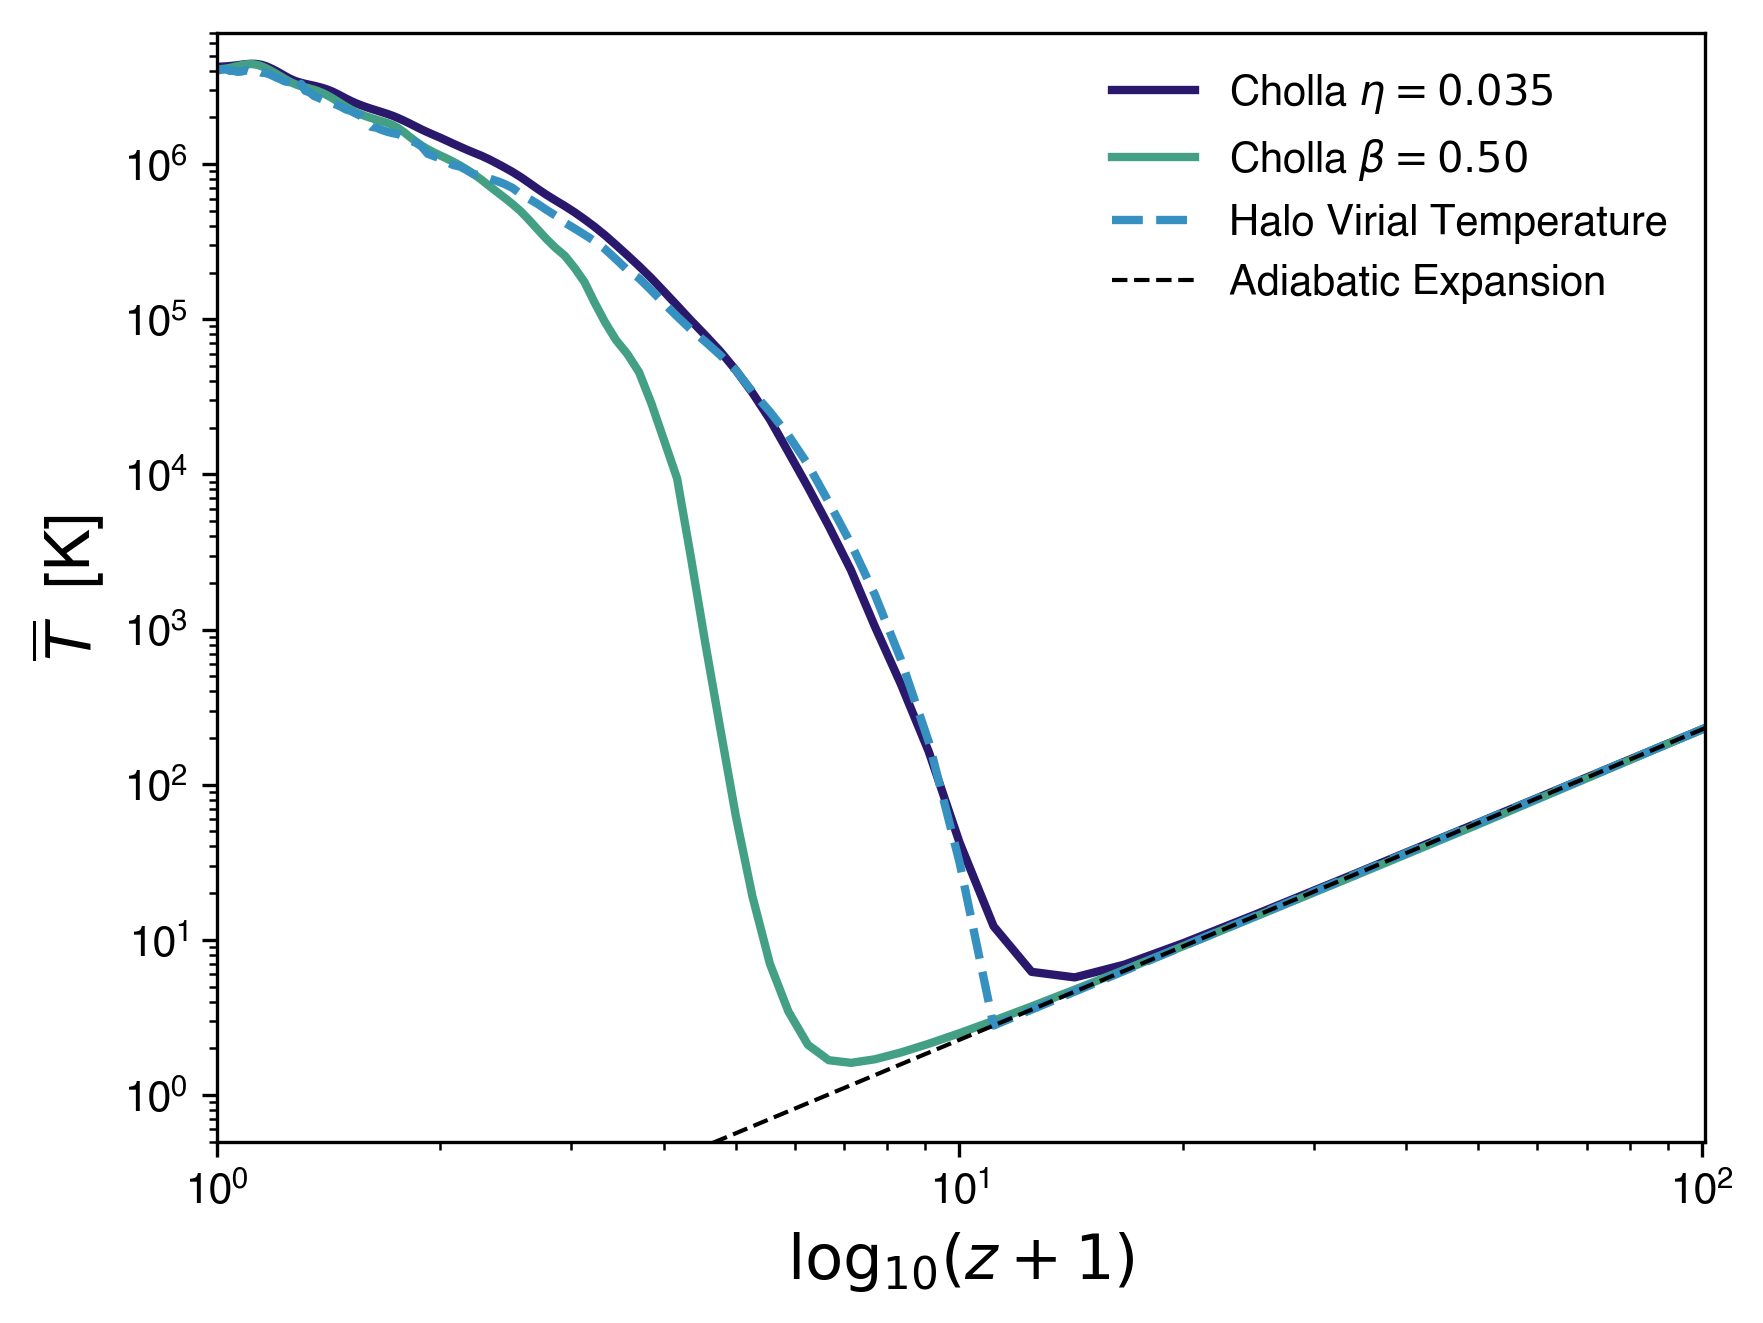 Cholla η = 0.035
Cholla β = 0.50
Halo Virial Temperature
Adiabatic Expansion
10⁶
10⁵
10⁴
10³
10²
10¹
10⁰
T̿ [K]
10⁰ 10¹ 10²
log₁₀(z + 1)